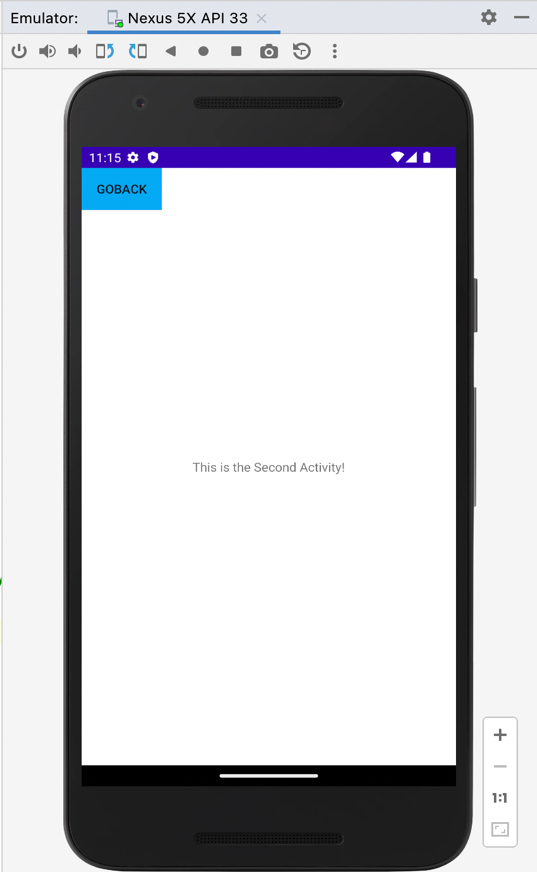 Emulator: Nexus 5X API 33
11:15
GOBACK
This is the Second Activity!
1:1